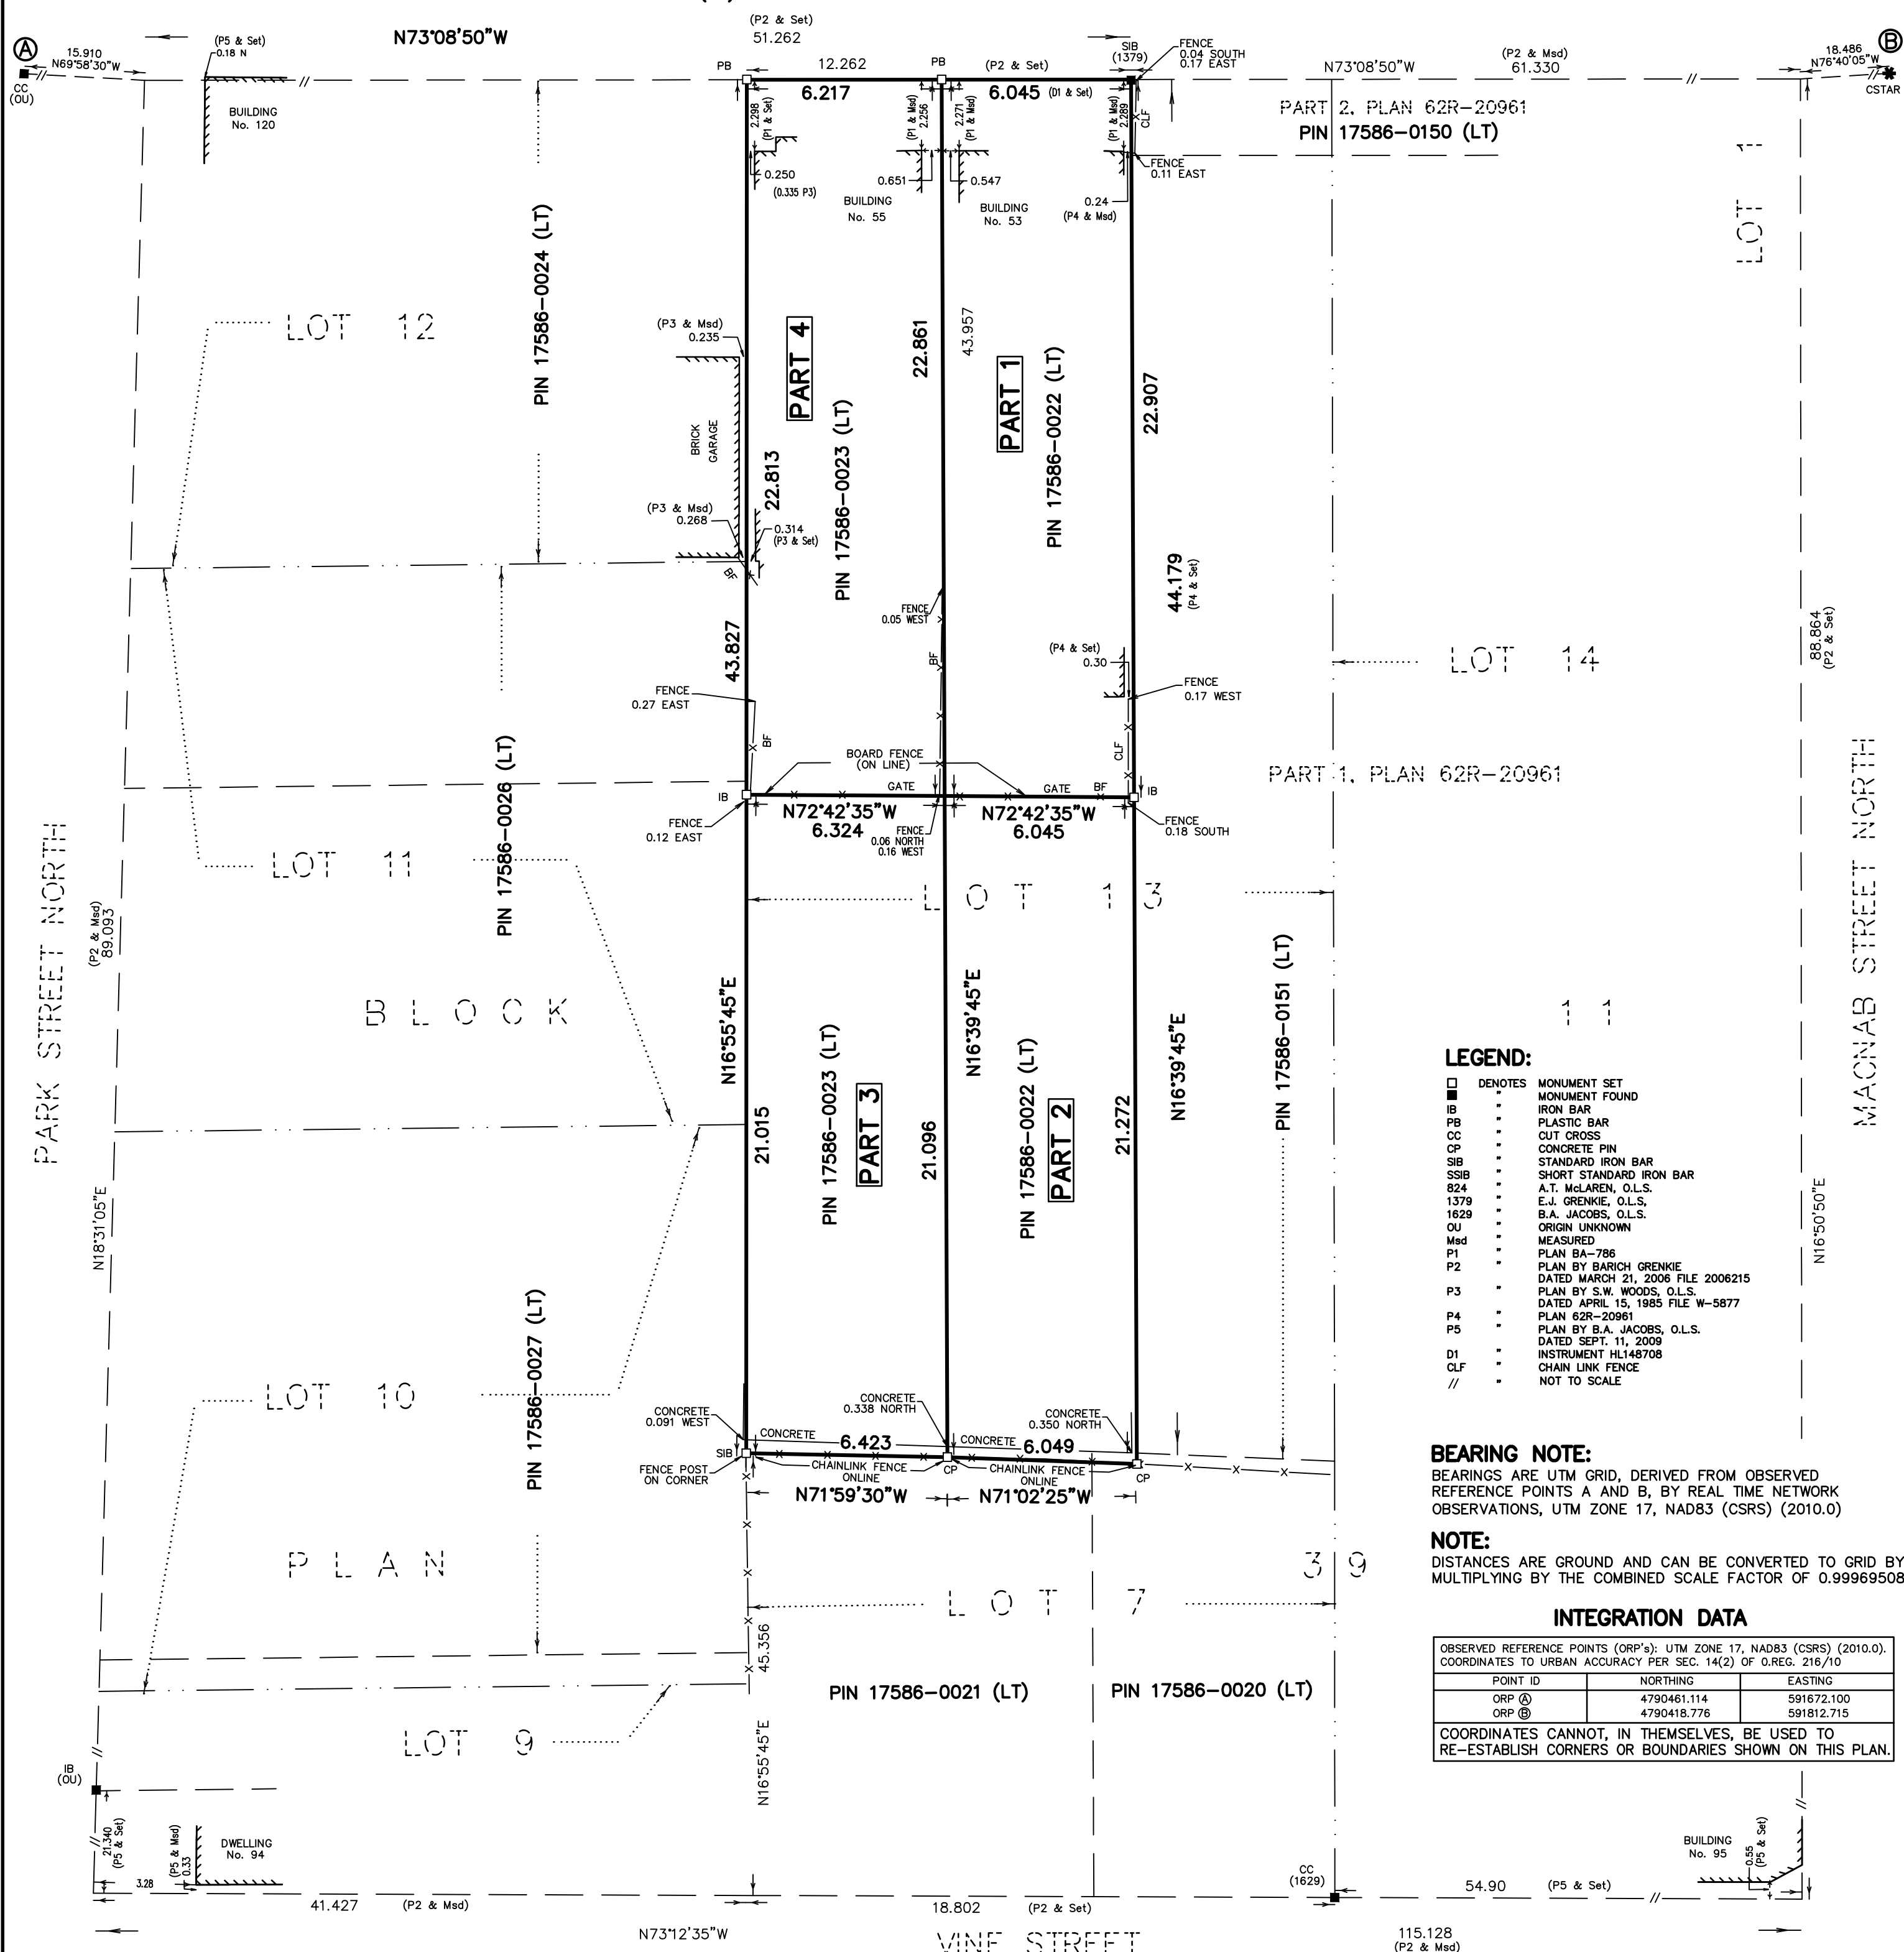 (P2 & Set)
51.262
N73°08'50"W
A
15.910
N69°58'30"W
CC
(OU)
(P5 & Set)
0.18 N
BUILDING
No. 120
PB
12.262
PB
(P2 & Set)
SIB
(1379)
FENCE
0.04 SOUTH
0.17 EAST
N73°08'50"W
(P2 & Msd)
61.330
18.486
N76°40'05"W
B
CSTAR
6.217
6.045 (D1 & Set)
2.298
(P1 & Set)
(P1 & Msd)
2.256
2.271
(P1 & Msd)
(P1 & Msd)
2.289
CLF
PART 2, PLAN 62R-20961
PIN 17586-0150 (LT)
FENCE
0.11 EAST
0.250
(0.335 P3)
0.651
0.547
BUILDING
No. 55
BUILDING
No. 53
0.24
(P4 & Msd)
LOT 1
PIN 17586-0024 (LT)
LOT 12
(P3 & Msd)
0.235
BRICK
GARAGE
PART 4
22.813
PIN 17586-0023 (LT)
22.861
43.957
PART 1
PIN 17586-0022 (LT)
22.907
(P3 & Msd)
0.268
0.314
(P3 & Set)
BF
44.179
(P4 & Set)
FENCE
0.05 WEST
BF
43.827
(P4 & Set)
0.30
LOT 14
88.864
(P2 & Set)
FENCE
0.27 EAST
FENCE
0.17 WEST
BF
CLF
BOARD FENCE
(ON LINE)
GATE
GATE
BF
IB
IB
PART 1, PLAN 62R-20961
N72°42'35"W
6.324
N72°42'35"W
6.045
FENCE
0.12 EAST
FENCE
0.06 NORTH
0.16 WEST
FENCE
0.18 SOUTH
PIN 17586-0026 (LT)
LOT 11
LOT 13
PARK STREET NORTH
(P2 & Msd)
89.093
MACNAB STREET NORTH
BLOCK
11
N16°55'45"E
N16°39'45"E
N16°39'45"E
PIN 17586-0151 (LT)
21.015
PIN 17586-0023 (LT)
PART 3
21.096
PIN 17586-0022 (LT)
PART 2
21.272
N18°31'05"E
N16°50'50"E
LEGEND:
DENOTES MONUMENT SET
" MONUMENT FOUND
IB " IRON BAR
PB " PLASTIC BAR
CC " CUT CROSS
CP " CONCRETE PIN
SIB " STANDARD IRON BAR
SSIB " SHORT STANDARD IRON BAR
824 " A.T. McLAREN, O.L.S.
1379 " E.J. GRENKIE, O.L.S,
1629 " B.A. JACOBS, O.L.S.
OU " ORIGIN UNKNOWN
Msd " MEASURED
P1 " PLAN BA-786
P2 " PLAN BY BARICH GRENKIE
DATED MARCH 21, 2006 FILE 2006215
P3 " PLAN BY S.W. WOODS, O.L.S.
DATED APRIL 15, 1985 FILE W-5877
P4 " PLAN 62R-20961
P5 " PLAN BY B.A. JACOBS, O.L.S.
DATED SEPT. 11, 2009
D1 " INSTRUMENT HL148708
CLF " CHAIN LINK FENCE
// " NOT TO SCALE
PIN 17586-0027 (LT)
LOT 10
CONCRETE
0.091 WEST
CONCRETE
0.338 NORTH
CONCRETE
0.350 NORTH
SIB
CONCRETE
6.423
CONCRETE
6.049
FENCE POST
ON CORNER
CHAINLINK FENCE
ONLINE
CP
CHAINLINK FENCE
ONLINE
CP
N71°59'30"W
N71°02'25"W
BEARING NOTE:
BEARINGS ARE UTM GRID, DERIVED FROM OBSERVED
REFERENCE POINTS A AND B, BY REAL TIME NETWORK
OBSERVATIONS, UTM ZONE 17, NAD83 (CSRS) (2010.0)
NOTE:
DISTANCES ARE GROUND AND CAN BE CONVERTED TO GRID BY
MULTIPLYING BY THE COMBINED SCALE FACTOR OF 0.99969508
PLAN
39
LOT 7
INTEGRATION DATA
OBSERVED REFERENCE POINTS (ORP's): UTM ZONE 17, NAD83 (CSRS) (2010.0).
COORDINATES TO URBAN ACCURACY PER SEC. 14(2) OF O.REG. 216/10
POINT ID NORTHING EASTING
ORP A 4790461.114 591672.100
ORP B 4790418.776 591812.715
COORDINATES CANNOT, IN THEMSELVES, BE USED TO
RE-ESTABLISH CORNERS OR BOUNDARIES SHOWN ON THIS PLAN.
45.356
N16°55'45"E
PIN 17586-0021 (LT)
PIN 17586-0020 (LT)
LOT 9
IB
(OU)
21.340
(P5 & Set)
(P5 & Msd)
0.33
DWELLING
No. 94
3.28
BUILDING
No. 95
0.55
(P5 & Set)
CC
(1629)
54.90 (P5 & Set)
41.427 (P2 & Msd)
18.802 (P2 & Set)
N73°12'35"W
VINE STREET
115.128
(P2 & Msd)